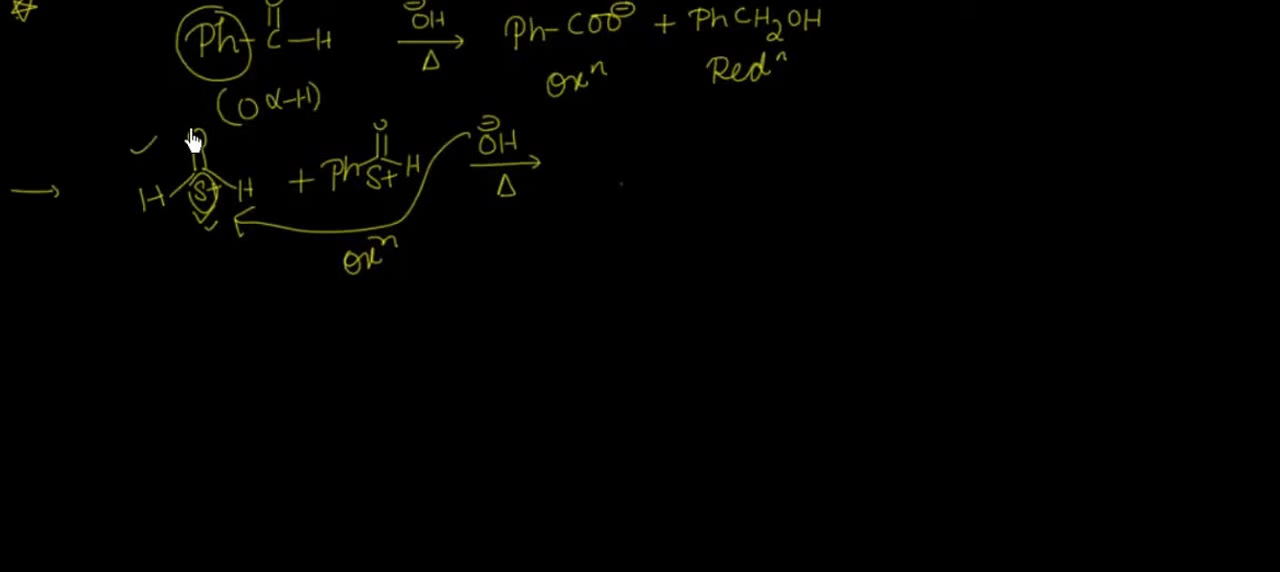 Ph-C-H ⊖OH Δ Ph-COO⊖ + PhCH2OH
(0 α-H) Oxn Redn
O O ⊖OH
H δ+ H + Ph δ+ H Δ
oxn